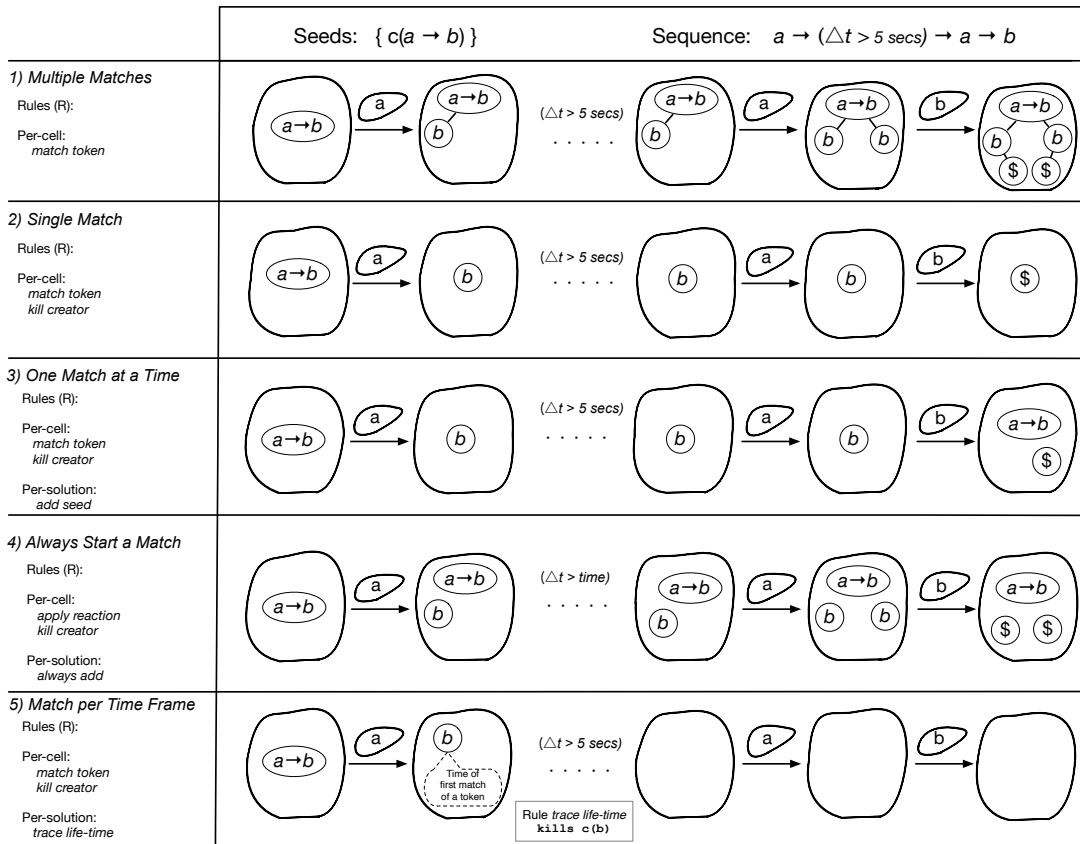 Seeds: { c(a → b) }
Sequence: a → (△t > 5 secs) → a → b
1) Multiple Matches
Rules (R):
Per-cell:
match token
a→b
a
a→b
b
(△t > 5 secs)
. . . . .
a→b
b
a
a→b
b b
b
a→b
b b
$ $
2) Single Match
Rules (R):
Per-cell:
match token
kill creator
a→b
a
b
(△t > 5 secs)
. . . . .
b
a
b
b
$
3) One Match at a Time
Rules (R):
Per-cell:
match token
kill creator
Per-solution:
add seed
a→b
a
b
(△t > 5 secs)
. . . . .
b
a
b
b
a→b
$
4) Always Start a Match
Rules (R):
Per-cell:
apply reaction
kill creator
Per-solution:
always add
a→b
a
a→b
b
(△t > time)
. . . . .
a→b
b
a
a→b
b b
b
a→b
$ $
5) Match per Time Frame
Rules (R):
Per-cell:
match token
kill creator
Per-solution:
trace life-time
a→b
a
b
Time of
first match
of a token
(△t > 5 secs)
. . . . .
Rule trace life-time
kills c(b)
a
b